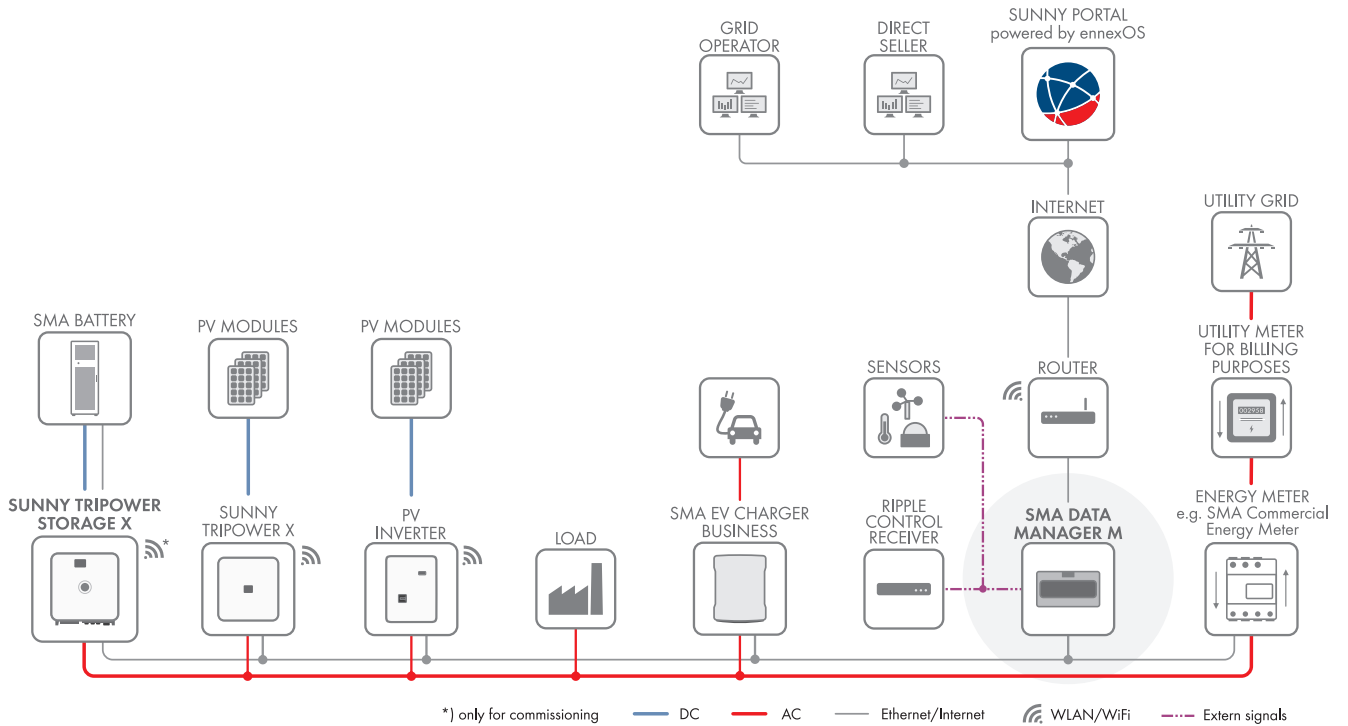 GRID
OPERATOR
DIRECT
SELLER
SUNNY PORTAL
powered by ennexOS
INTERNET
UTILITY GRID
SMA BATTERY
PV MODULES
PV MODULES
SENSORS
ROUTER
UTILITY METER
FOR BILLING
PURPOSES
002958
SUNNY TRIPOWER
STORAGE X
*
SUNNY
TRIPOWER X
PV
INVERTER
LOAD
SMA EV CHARGER
BUSINESS
RIPPLE
CONTROL
RECEIVER
SMA DATA
MANAGER M
ENERGY METER
e.g. SMA Commercial
Energy Meter
*) only for commissioning
DC
AC
Ethernet/Internet
WLAN/WiFi
Extern signals